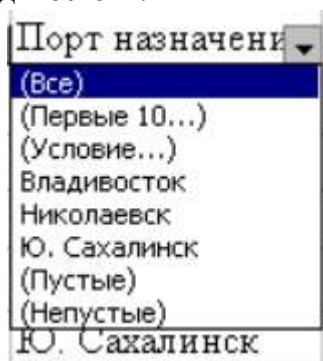 Порт назначени
(Все)
(Первые 10...)
(Условие...)
Владивосток
Николаевск
Ю. Сахалинск
(Пустые)
(Непустые)
Ю. Сахалинск